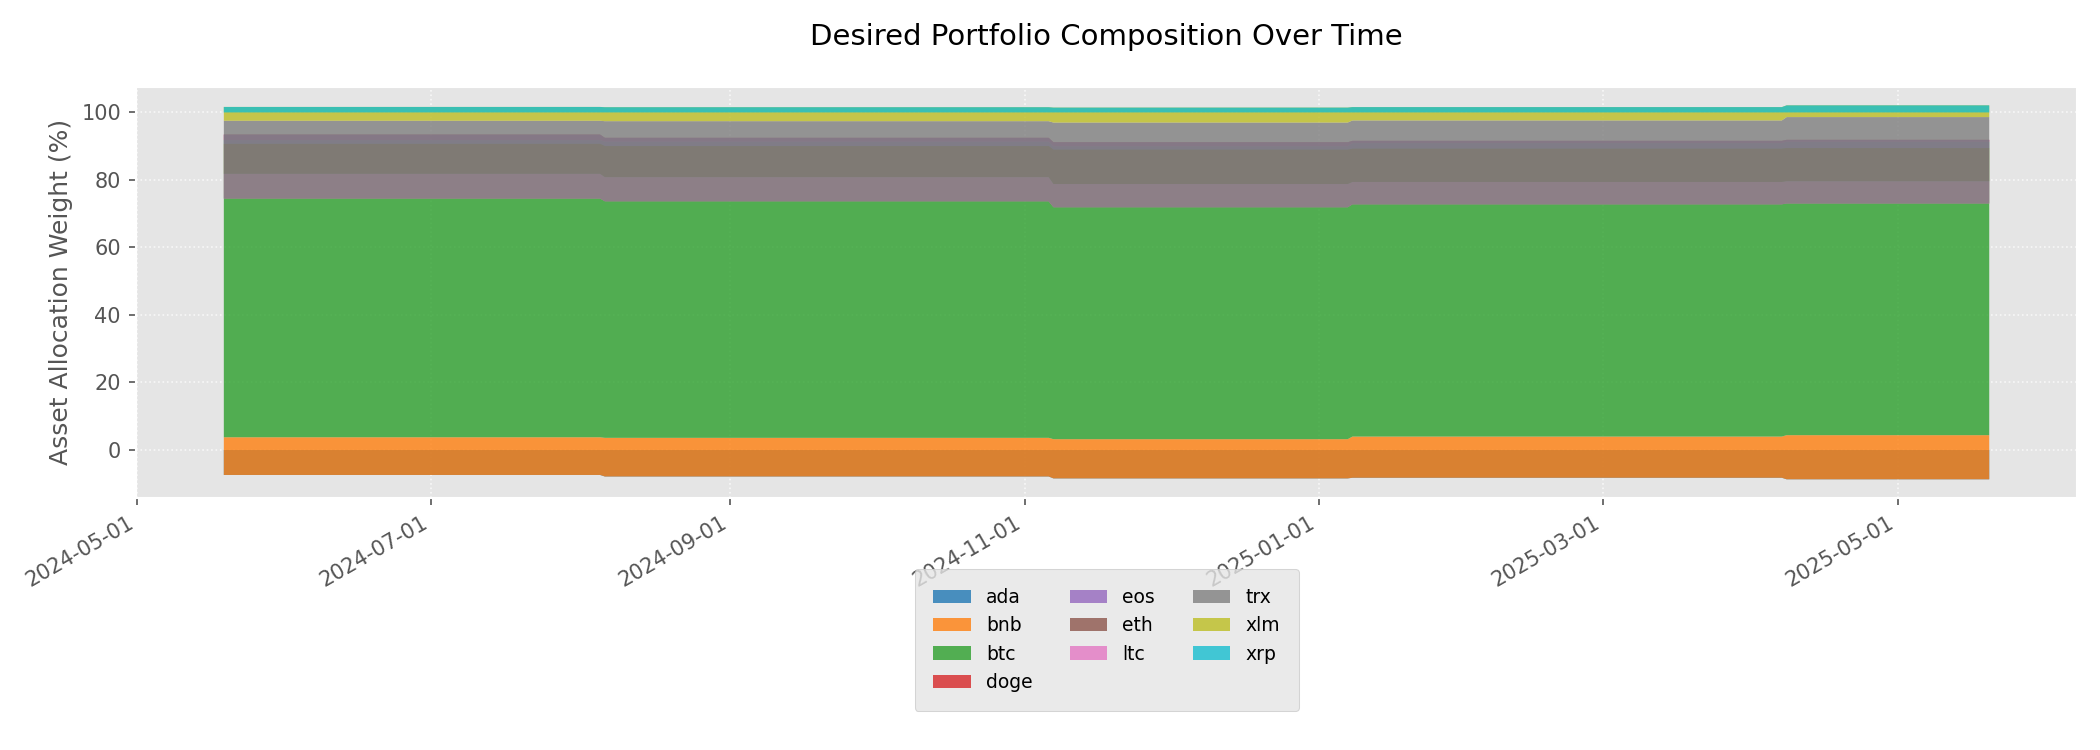 Desired Portfolio Composition Over Time
Asset Allocation Weight (%)
100
80
60
40
20
0
2024-05-01
2024-07-01
2024-09-01
2024-11-01
2025-01-01
2025-03-01
2025-05-01
ada
bnb
btc
doge
eos
eth
ltc
trx
xlm
xrp